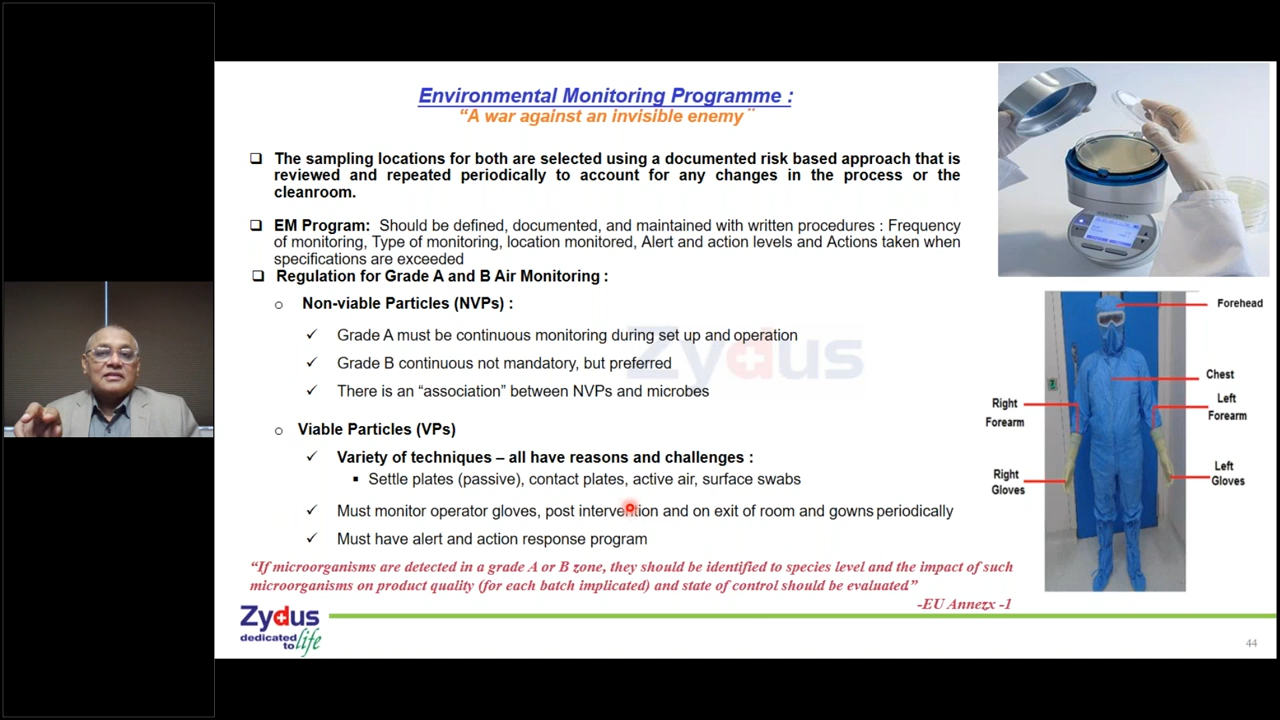 Environmental Monitoring Programme :
“A war against an invisible enemy¨
❑ The sampling locations for both are selected using a documented risk based approach that is
reviewed and repeated periodically to account for any changes in the process or the
cleanroom.
❑ EM Program: Should be defined, documented, and maintained with written procedures : Frequency
of monitoring, Type of monitoring, location monitored, Alert and action levels and Actions taken when
specifications are exceeded
❑ Regulation for Grade A and B Air Monitoring :
o Non-viable Particles (NVPs) :
✓ Grade A must be continuous monitoring during set up and operation
✓ Grade B continuous not mandatory, but preferred
✓ There is an “association” between NVPs and microbes
Zydus
o Viable Particles (VPs)
✓ Variety of techniques – all have reasons and challenges :
▪ Settle plates (passive), contact plates, active air, surface swabs
✓ Must monitor operator gloves, post intervention and on exit of room and gowns periodically
✓ Must have alert and action response program
“If microorganisms are detected in a grade A or B zone, they should be identified to species level and the impact of such
microorganisms on product quality (for each batch implicated) and state of control should be evaluated.”
-EU Annezx -1
Forehead
Chest
Right
Forearm
Left
Forearm
Right
Gloves
Left
Gloves
Zydus
dedicated
to life
44